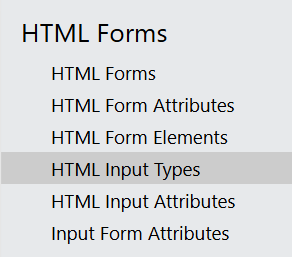 HTML Forms
HTML Forms
HTML Form Attributes
HTML Form Elements
HTML Input Types
HTML Input Attributes
Input Form Attributes